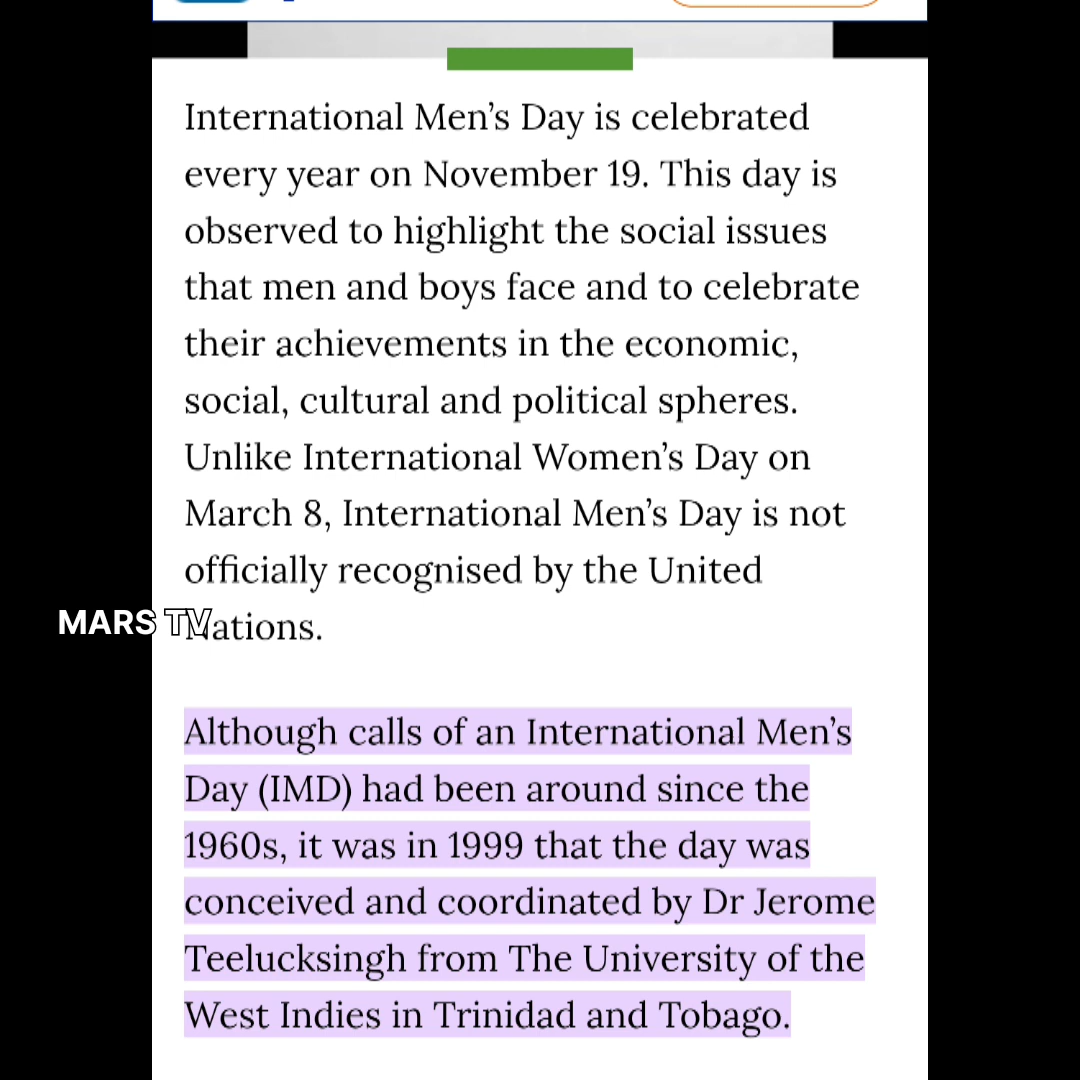 International Men’s Day is celebrated
every year on November 19. This day is
observed to highlight the social issues
that men and boys face and to celebrate
their achievements in the economic,
social, cultural and political spheres.
Unlike International Women’s Day on
March 8, International Men’s Day is not
officially recognised by the United
MARS TV
Nations.
Although calls of an International Men’s
Day (IMD) had been around since the
1960s, it was in 1999 that the day was
conceived and coordinated by Dr Jerome
Teelucksingh from The University of the
West Indies in Trinidad and Tobago.